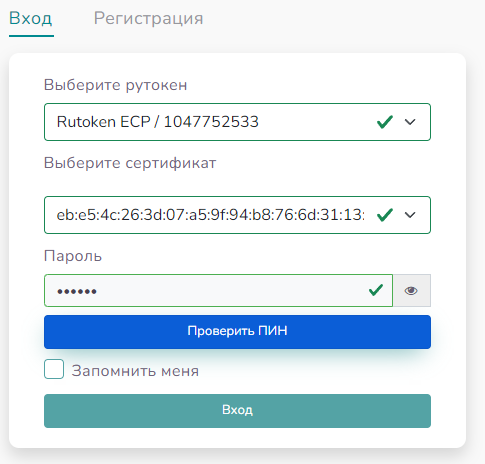 Вход Регистрация
Выберите рутокен
Rutoken ECP / 1047752533
Выберите сертификат
eb:e5:4c:26:3d:07:a5:9f:94:b8:76:6d:31:13:
Пароль
••••••
Проверить ПИН
Запомнить меня
Вход